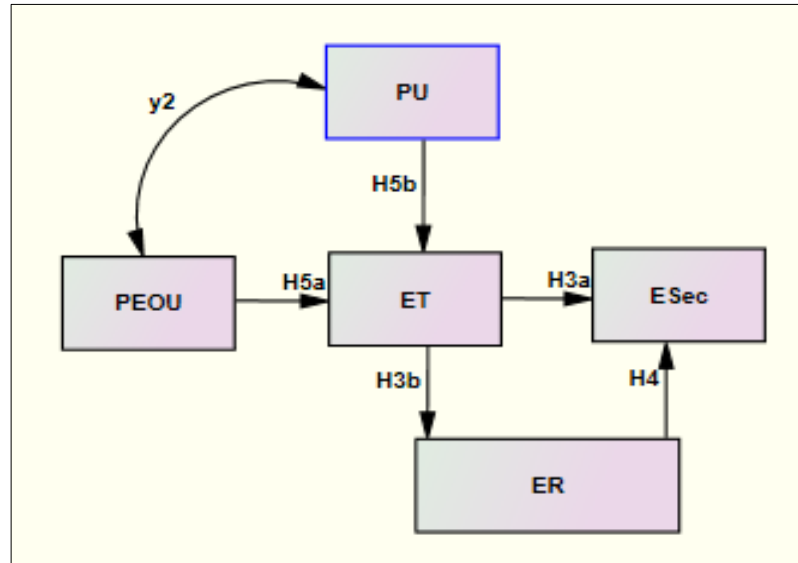 PU
y2
H5b
PEOU
H5a
ET
H3a
ESec
H3b
H4
ER